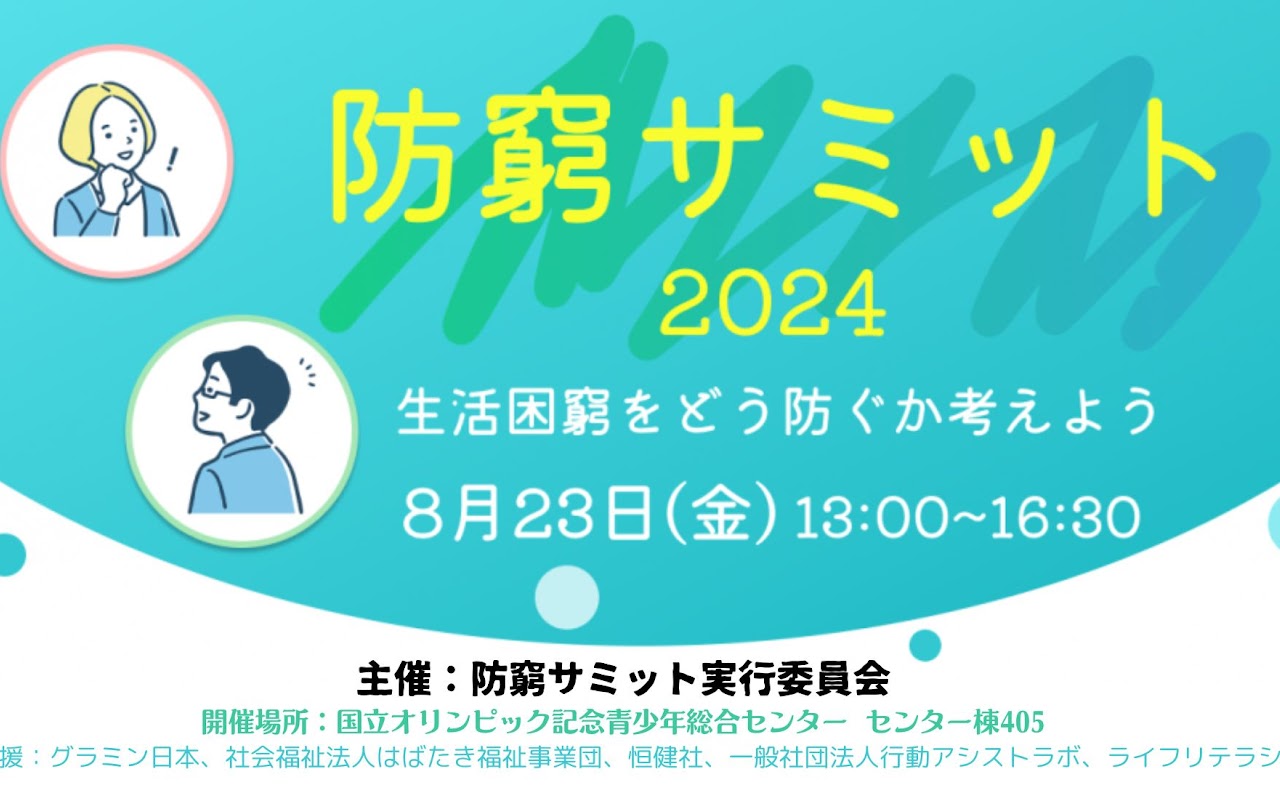 防窮サミット
2024
生活困窮をどう防ぐか考えよう
8月23日(金) 13:00~16:30
主催：防窮サミット実行委員会
開催場所：国立オリンピック記念青少年総合センター センター棟405
援：グラミン日本、社会福祉法人はばたき福祉事業団、恒健社、一般社団法人行動アシストラボ、ライフリテラシ